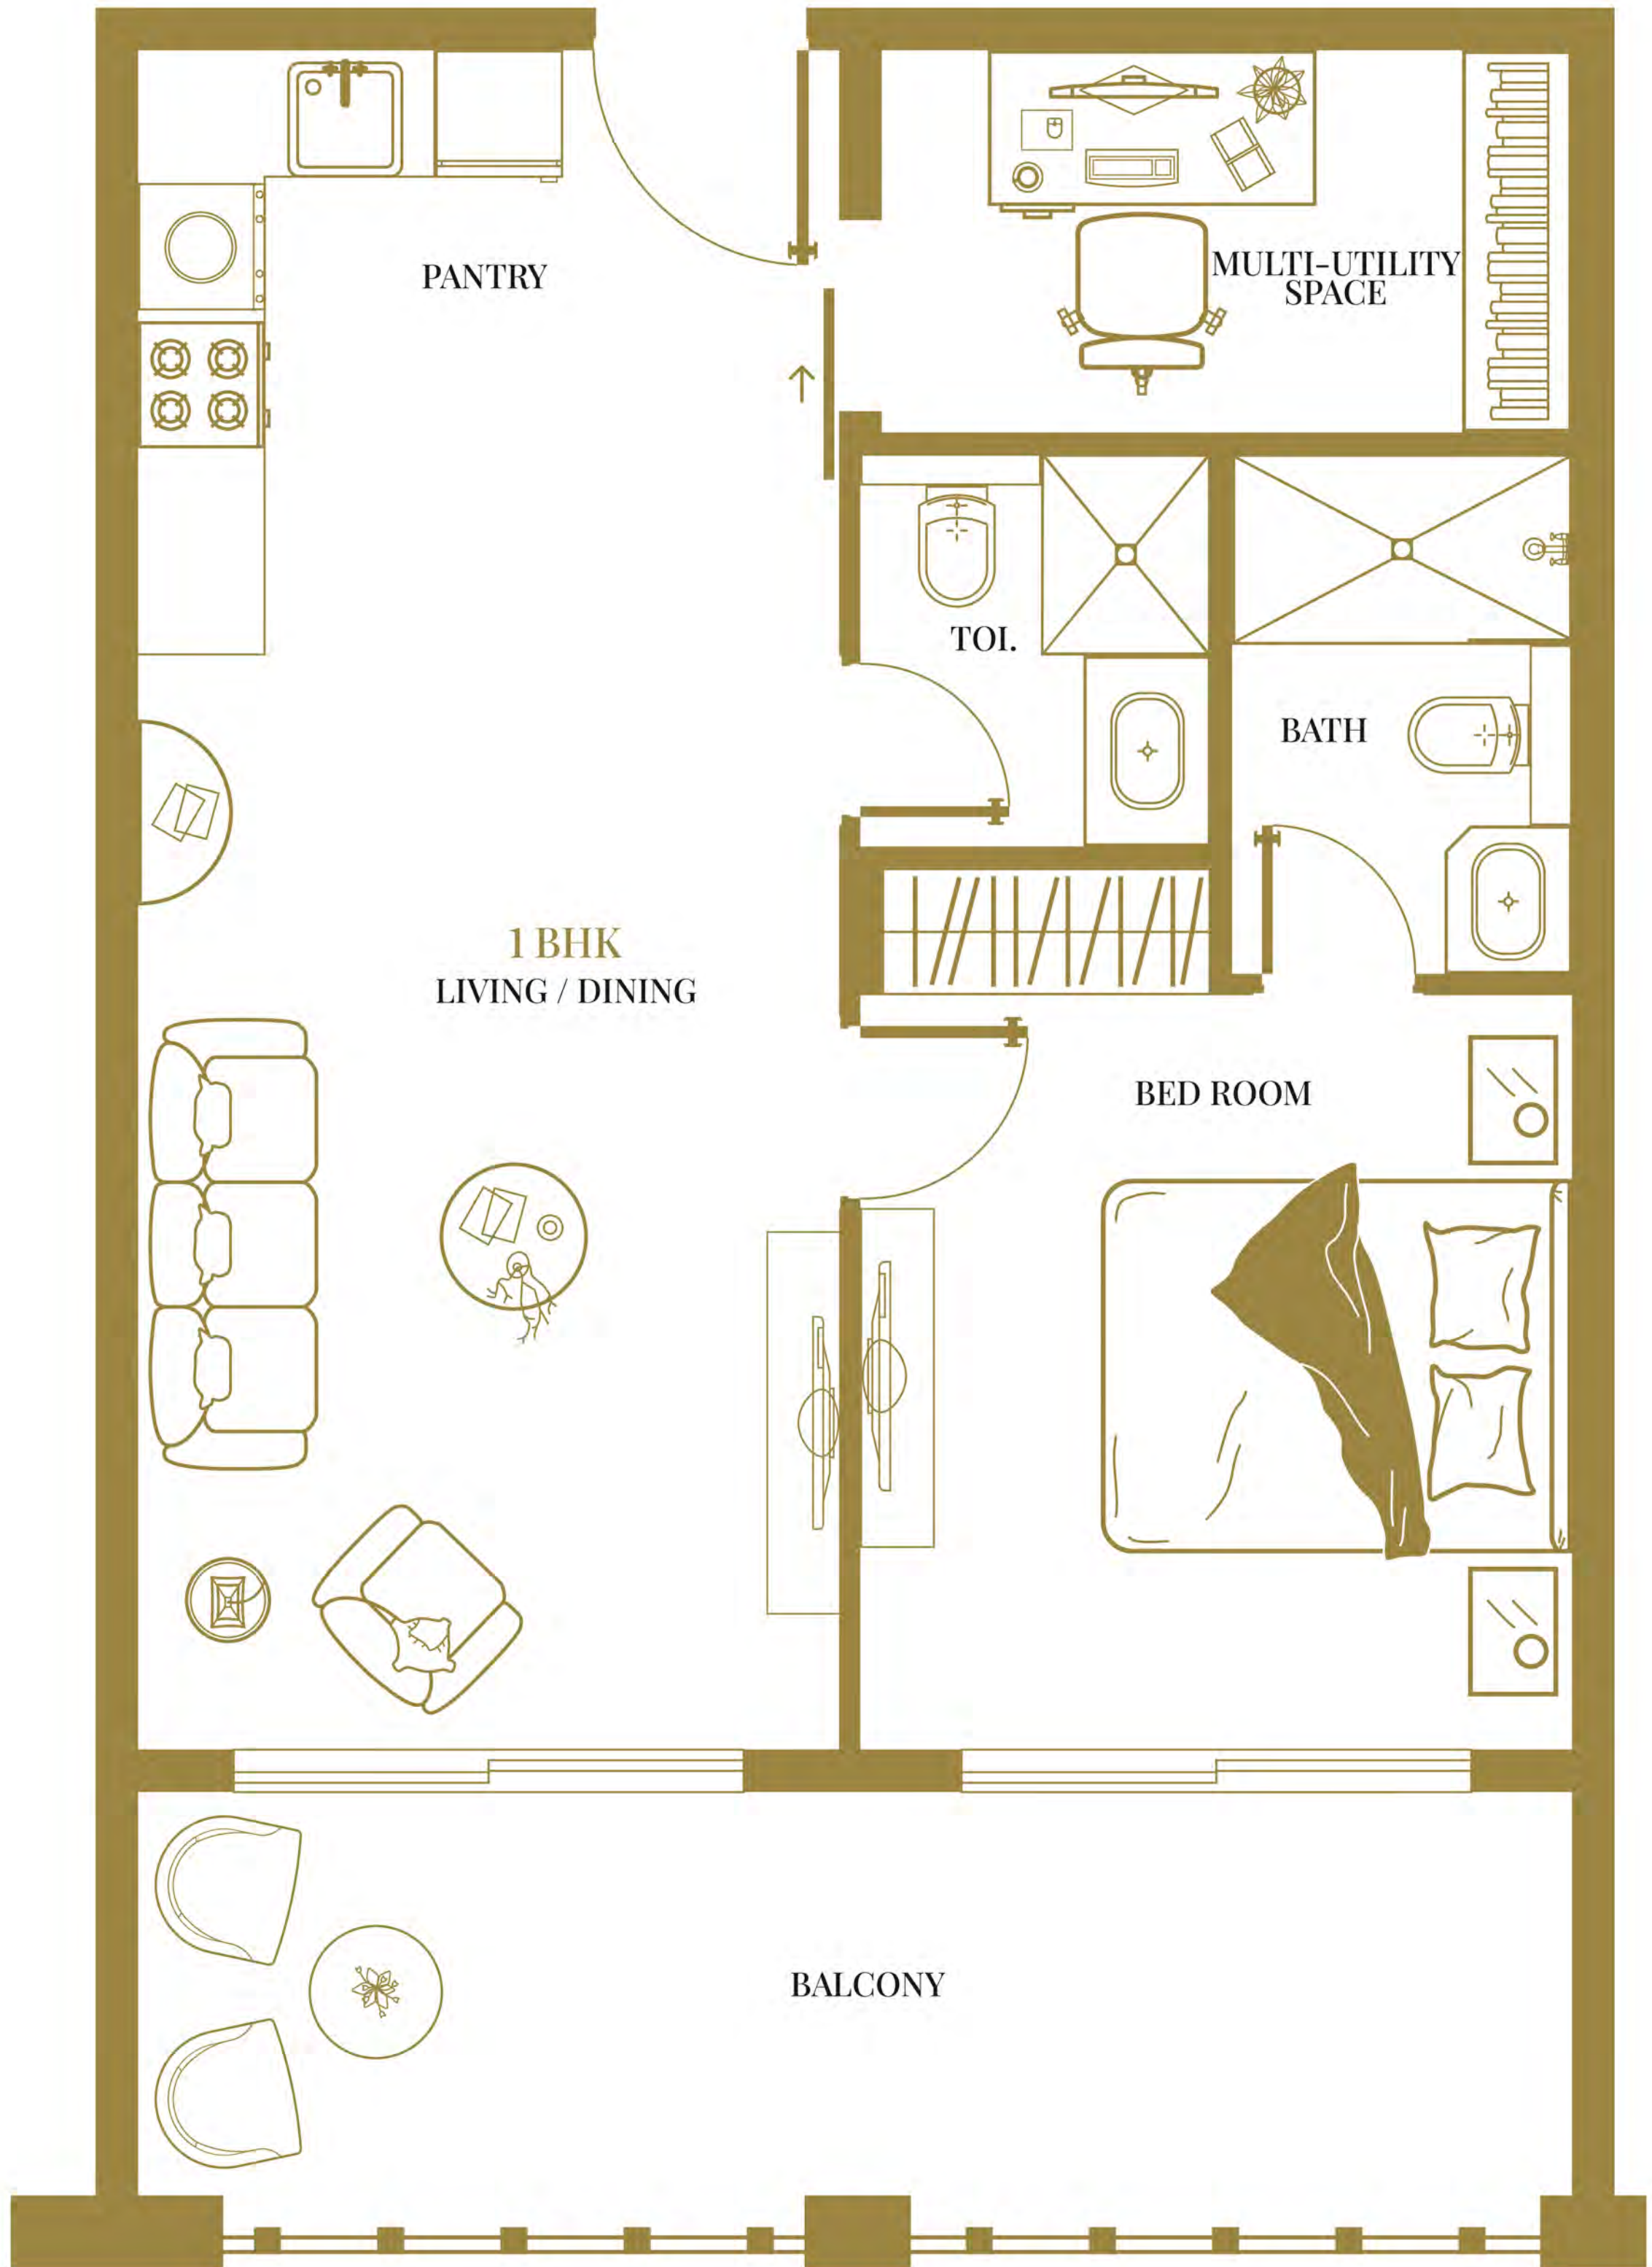 PANTRY
MULTI-UTILITY
SPACE
TOI.
BATH
1 BHK
LIVING / DINING
BED ROOM
BALCONY